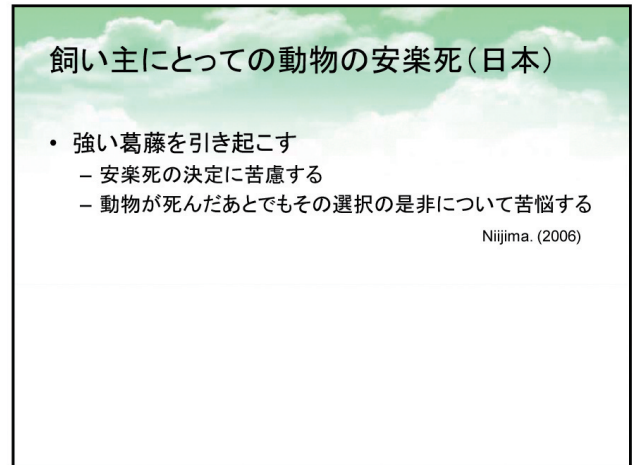 飼い主にとっての動物の安楽死(日本)
• 強い葛藤を引き起こす
– 安楽死の決定に苦慮する
– 動物が死んだあとでもその選択の是非について苦悩する
Niijima. (2006)